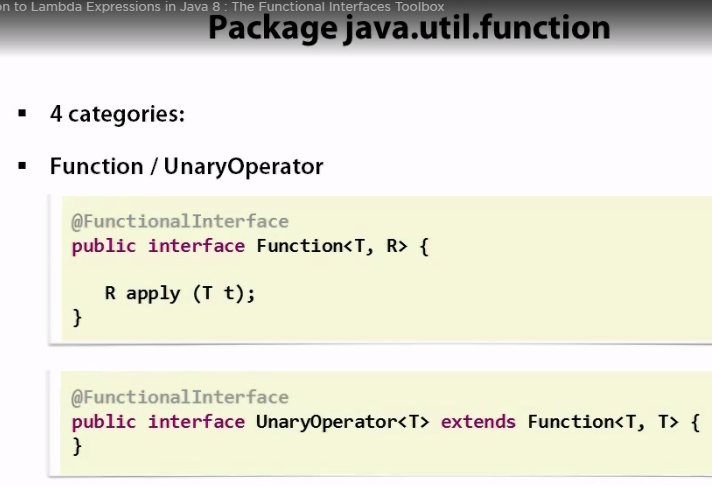 on to Lambda Expressions in Java 8 : The Functional Interfaces Toolbox
Package java.util.function
▪ 4 categories:
▪ Function / UnaryOperator
@FunctionalInterface
public interface Function<T, R> {
R apply (T t);
}
@FunctionalInterface
public interface UnaryOperator<T> extends Function<T, T> {
}